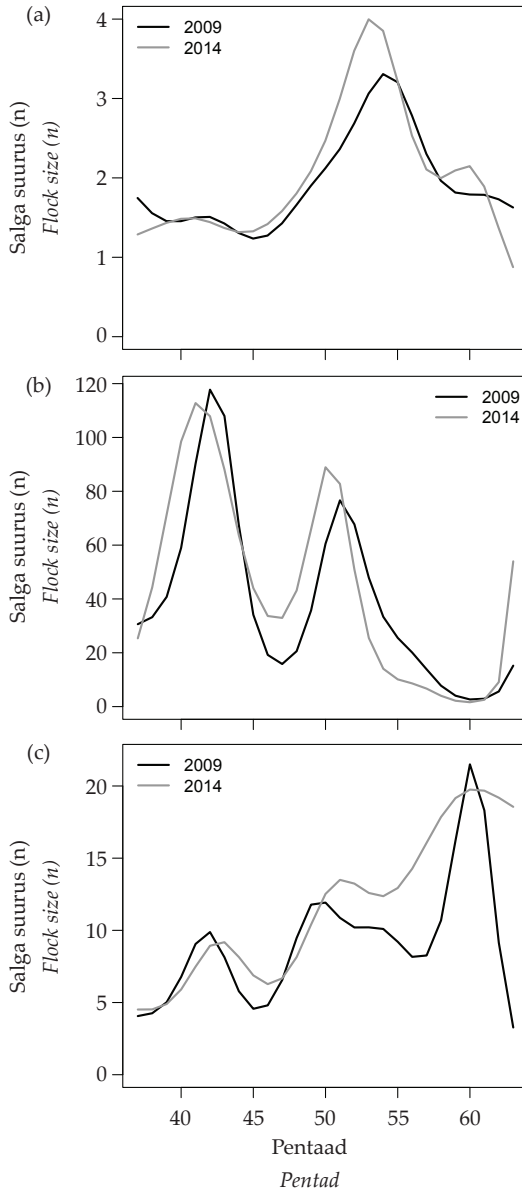 (a)
2009
2014
4
3
2
1
0
Salga suurus (n)
Flock size (n)
(b)
2009
2014
120
100
80
60
40
20
0
Salga suurus (n)
Flock size (n)
(c)
2009
2014
20
15
10
5
0
Salga suurus (n)
Flock size (n)
40 45 50 55 60
Pentaad
Pentad